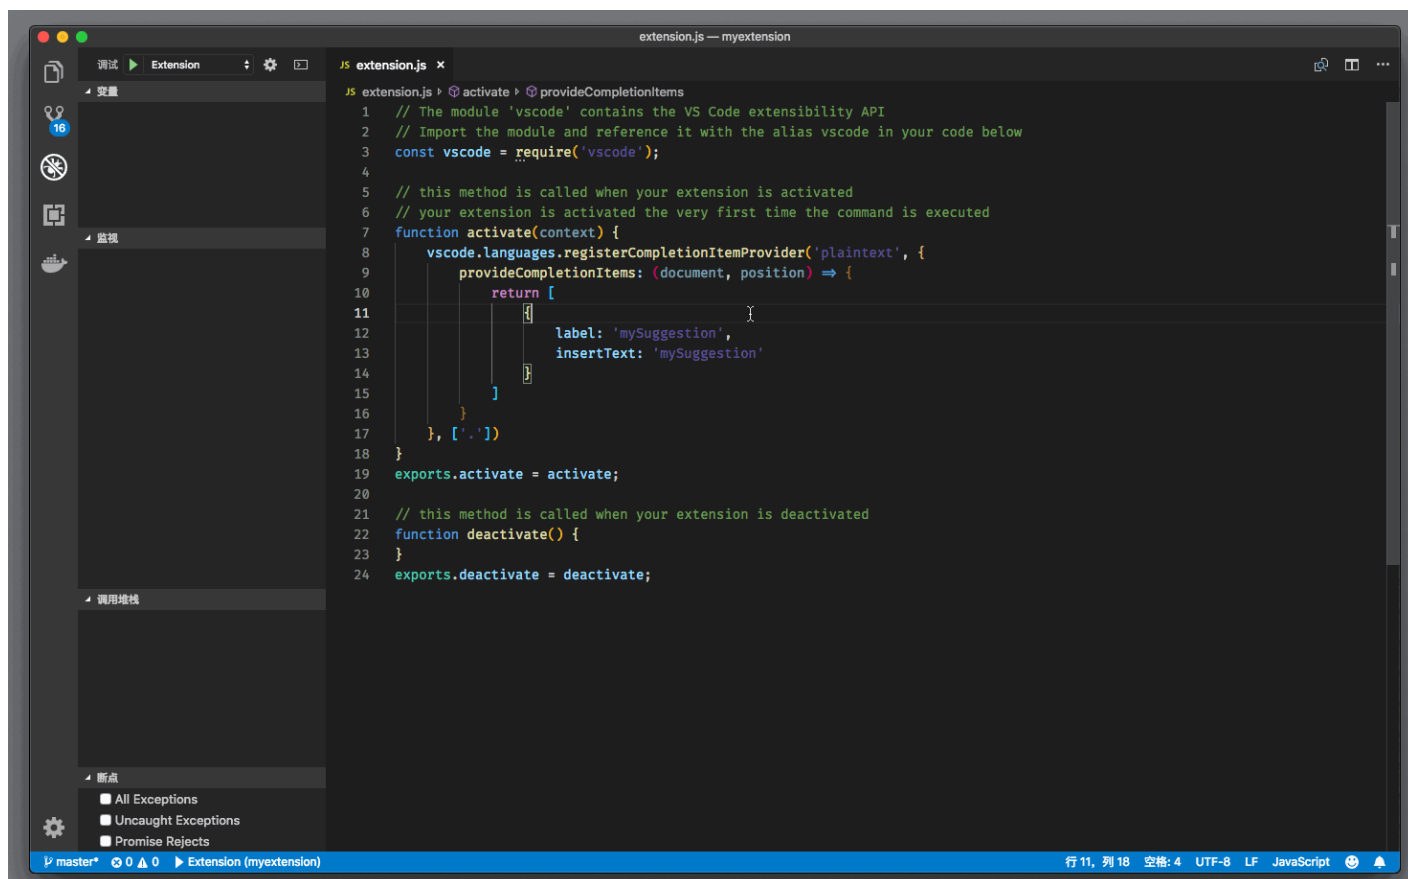 extension.js — myextension
调试 Extension
JS extension.js ×
变量
JS extension.js activate provideCompletionItems
1 // The module 'vscode' contains the VS Code extensibility API
2 // Import the module and reference it with the alias vscode in your code below
3 const vscode = require('vscode');
4
5 // this method is called when your extension is activated
6 // your extension is activated the very first time the command is executed
7 function activate(context) {
8 vscode.languages.registerCompletionItemProvider('plaintext', {
9 provideCompletionItems: (document, position) => {
10 return [
11 {
12 label: 'mySuggestion',
13 insertText: 'mySuggestion'
14 }
15 ]
16 }
17 }, ['.'])
18 }
19 exports.activate = activate;
20
21 // this method is called when your extension is deactivated
22 function deactivate() {
23 }
24 exports.deactivate = deactivate;
16
监视
调用堆栈
断点
All Exceptions
Uncaught Exceptions
Promise Rejects
master* 0 0 Extension (myextension) 行 11, 列 18 空格: 4 UTF-8 LF JavaScript